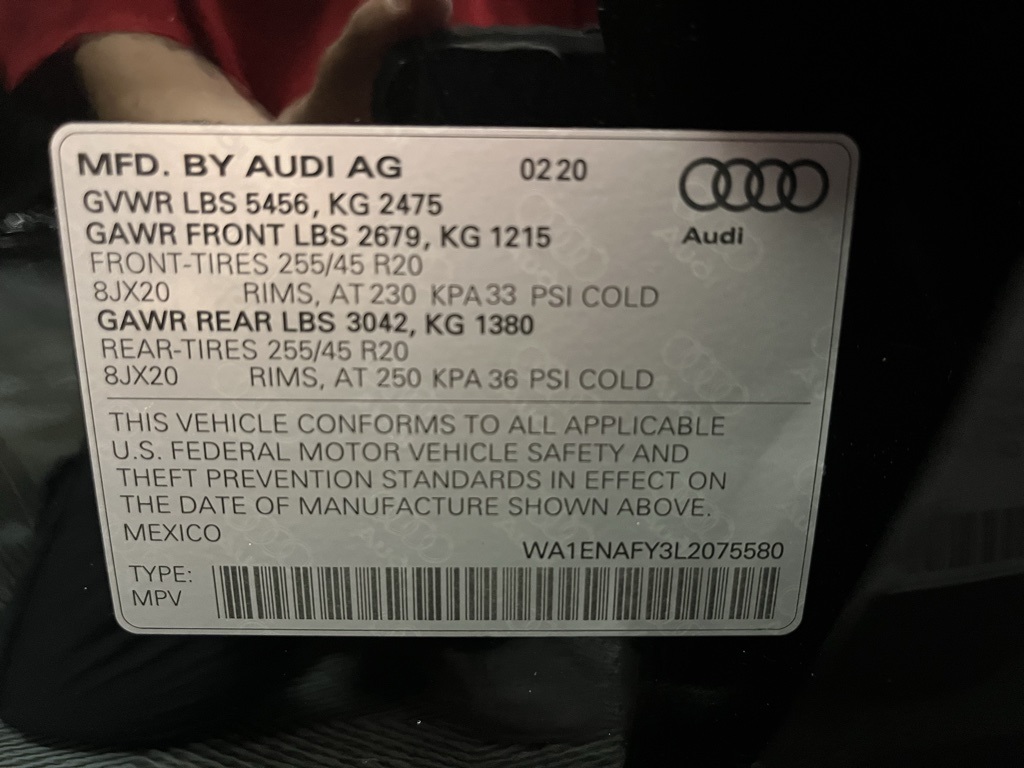 MFD. BY AUDI AG 0220
Audi
GVWR LBS 5456, KG 2475
GAWR FRONT LBS 2679, KG 1215
FRONT-TIRES 255/45 R20
8JX20 RIMS, AT 230 KPA 33 PSI COLD
GAWR REAR LBS 3042, KG 1380
REAR-TIRES 255/45 R20
8JX20 RIMS, AT 250 KPA 36 PSI COLD
THIS VEHICLE CONFORMS TO ALL APPLICABLE
U.S. FEDERAL MOTOR VEHICLE SAFETY AND
THEFT PREVENTION STANDARDS IN EFFECT ON
THE DATE OF MANUFACTURE SHOWN ABOVE.
MEXICO
WA1ENAFY3L2075580
TYPE:
MPV